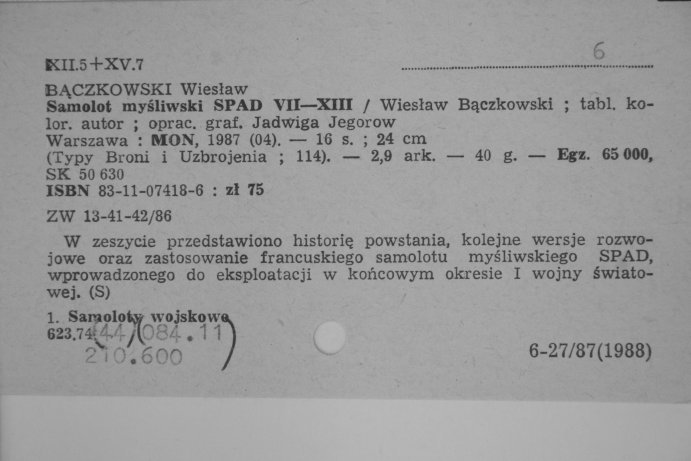 XII.5+XV.7
6
BĄCZKOWSKI Wiesław
Samolot myśliwski SPAD VII—XIII / Wiesław Bączkowski ; tabl. ko-
lor. autor ; oprac. graf. Jadwiga Jegorow
Warszawa : MON, 1987 (04). — 16 s. ; 24 cm
(Typy Broni i Uzbrojenia ; 114). — 2,9 ark. — 40 g. — Egz. 65 000,
SK 50 630
ISBN 83-11-07418-6 : zł 75
ZW 13-41-42/86
W zeszycie przedstawiono historię powstania, kolejne wersje rozwo-
jowe oraz zastosowanie francuskiego samolotu myśliwskiego SPAD,
wprowadzonego do eksploatacji w końcowym okresie I wojny świato-
wej. (S)
1. Samoloty wojskowe
623.74(44)(084.11)
210.600
6-27/87(1988)